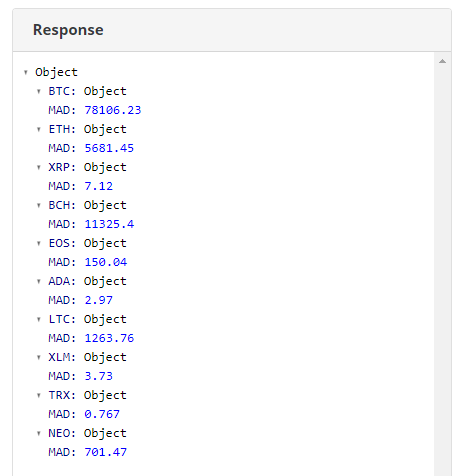 Response
Object
BTC: Object
MAD: 78106.23
ETH: Object
MAD: 5681.45
XRP: Object
MAD: 7.12
BCH: Object
MAD: 11325.4
EOS: Object
MAD: 150.04
ADA: Object
MAD: 2.97
LTC: Object
MAD: 1263.76
XLM: Object
MAD: 3.73
TRX: Object
MAD: 0.767
NEO: Object
MAD: 701.47